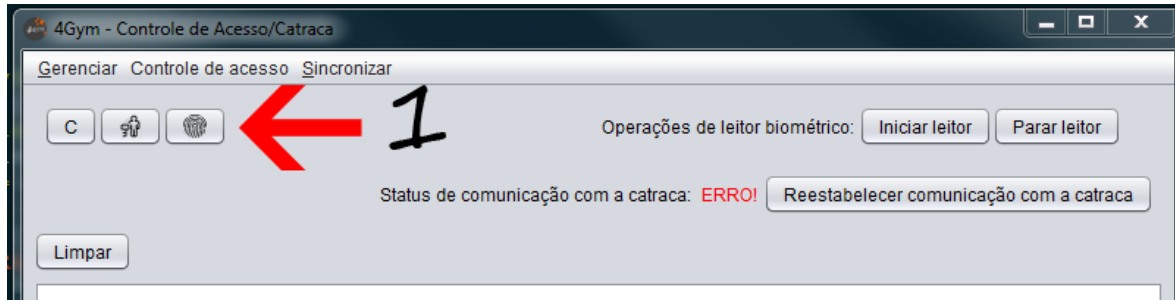 4Gym - Controle de Acesso/Catraca
Gerenciar Controle de acesso Sincronizar
C 1 Operações de leitor biométrico: Iniciar leitor Parar leitor
Status de comunicação com a catraca: ERRO! Reestabelecer comunicação com a catraca
Limpar